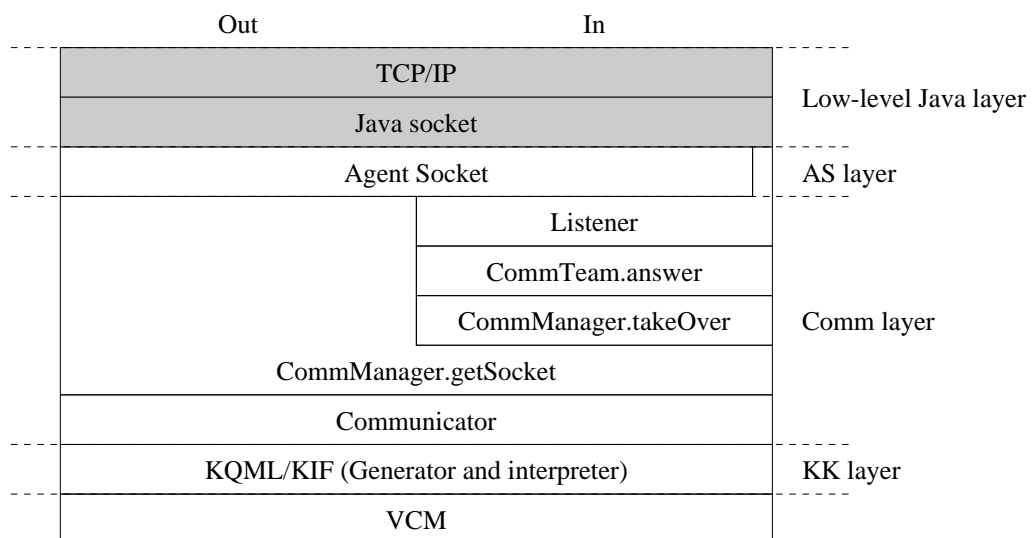 Out In
TCP/IP
Low-level Java layer
Java socket
Agent Socket AS layer
Listener
CommTeam.answer
CommManager.takeOver Comm layer
CommManager.getSocket
Communicator
KQML/KIF (Generator and interpreter) KK layer
VCM